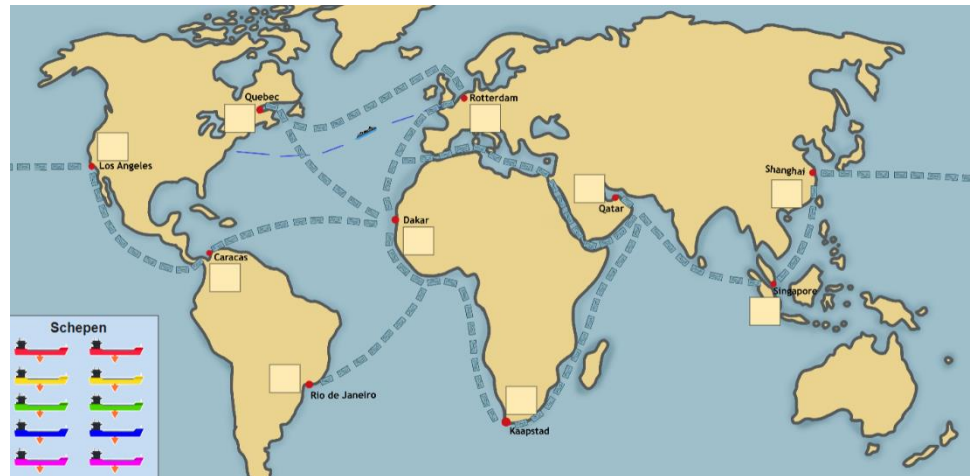 Quebec
Rotterdam
Los Angeles
Shanghai
Qatar
Dakar
Caracas
Singapore
Schepen
Rio de Janeiro
Kaapstad